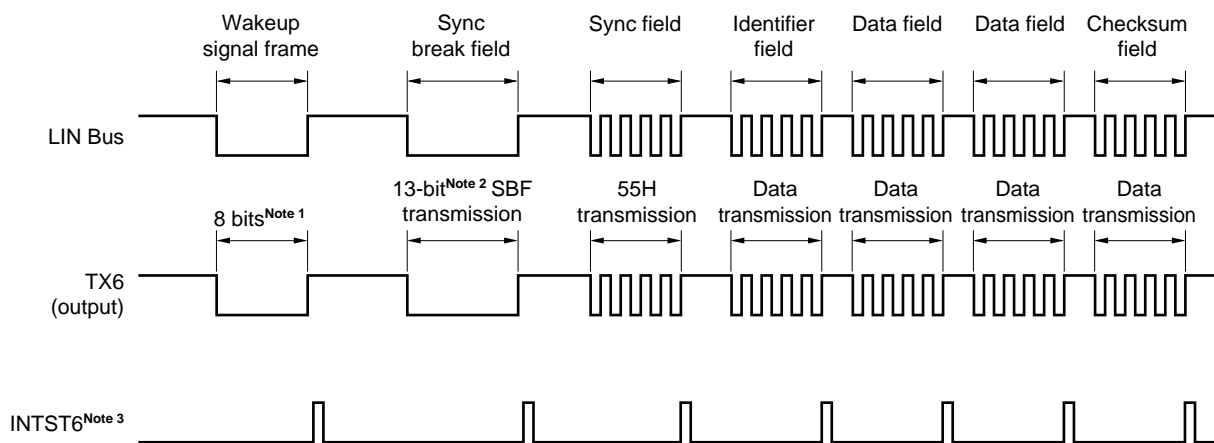 Wakeup
signal frame
Sync
break field
Sync field
Identifier
field
Data field
Data field
Checksum
field
LIN Bus
8 bitsNote 1
13-bitNote 2 SBF
transmission
55H
transmission
Data
transmission
Data
transmission
Data
transmission
Data
transmission
TX6
(output)
INTST6Note 3